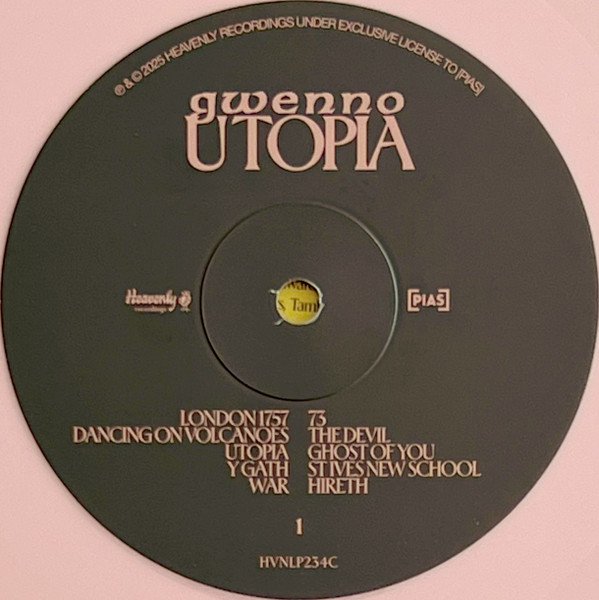 ℗ & © 2025 HEAVENLY RECORDINGS UNDER EXCLUSIVE LICENSE TO [PIAS]
gwenno
UTOPIA
Heavenly
recordings
[PIAS]
s Tam
LONDON 1757
DANCING ON VOLCANOES
UTOPIA
Y GATH
WAR
73
THE DEVIL
GHOST OF YOU
ST IVES NEW SCHOOL
HIRETH
1
HVNLP234C